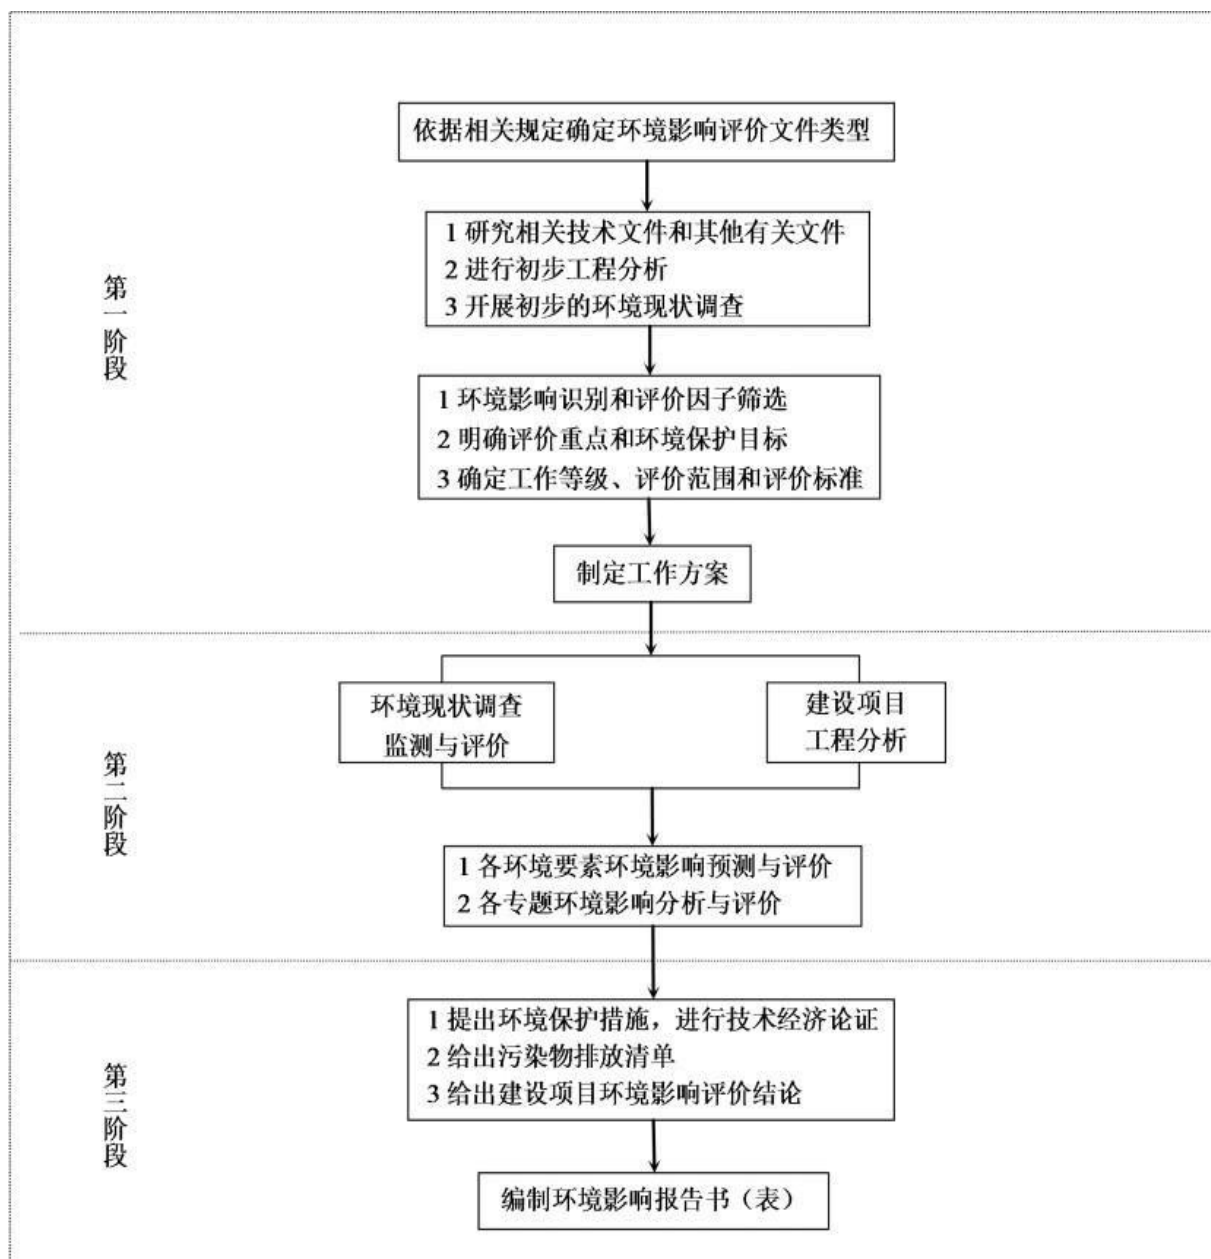 依据相关规定确定环境影响评价文件类型
1 研究相关技术文件和其他有关文件
2 进行初步工程分析
3 开展初步的环境现状调查
第一阶段
1 环境影响识别和评价因子筛选
2 明确评价重点和环境保护目标
3 确定工作等级、评价范围和评价标准
制定工作方案
环境现状调查
监测与评价
建设项目
工程分析
第二阶段
1 各环境要素环境影响预测与评价
2 各专题环境影响分析与评价
1 提出环境保护措施，进行技术经济论证
2 给出污染物排放清单
3 给出建设项目环境影响评价结论
第三阶段
编制环境影响报告书（表）